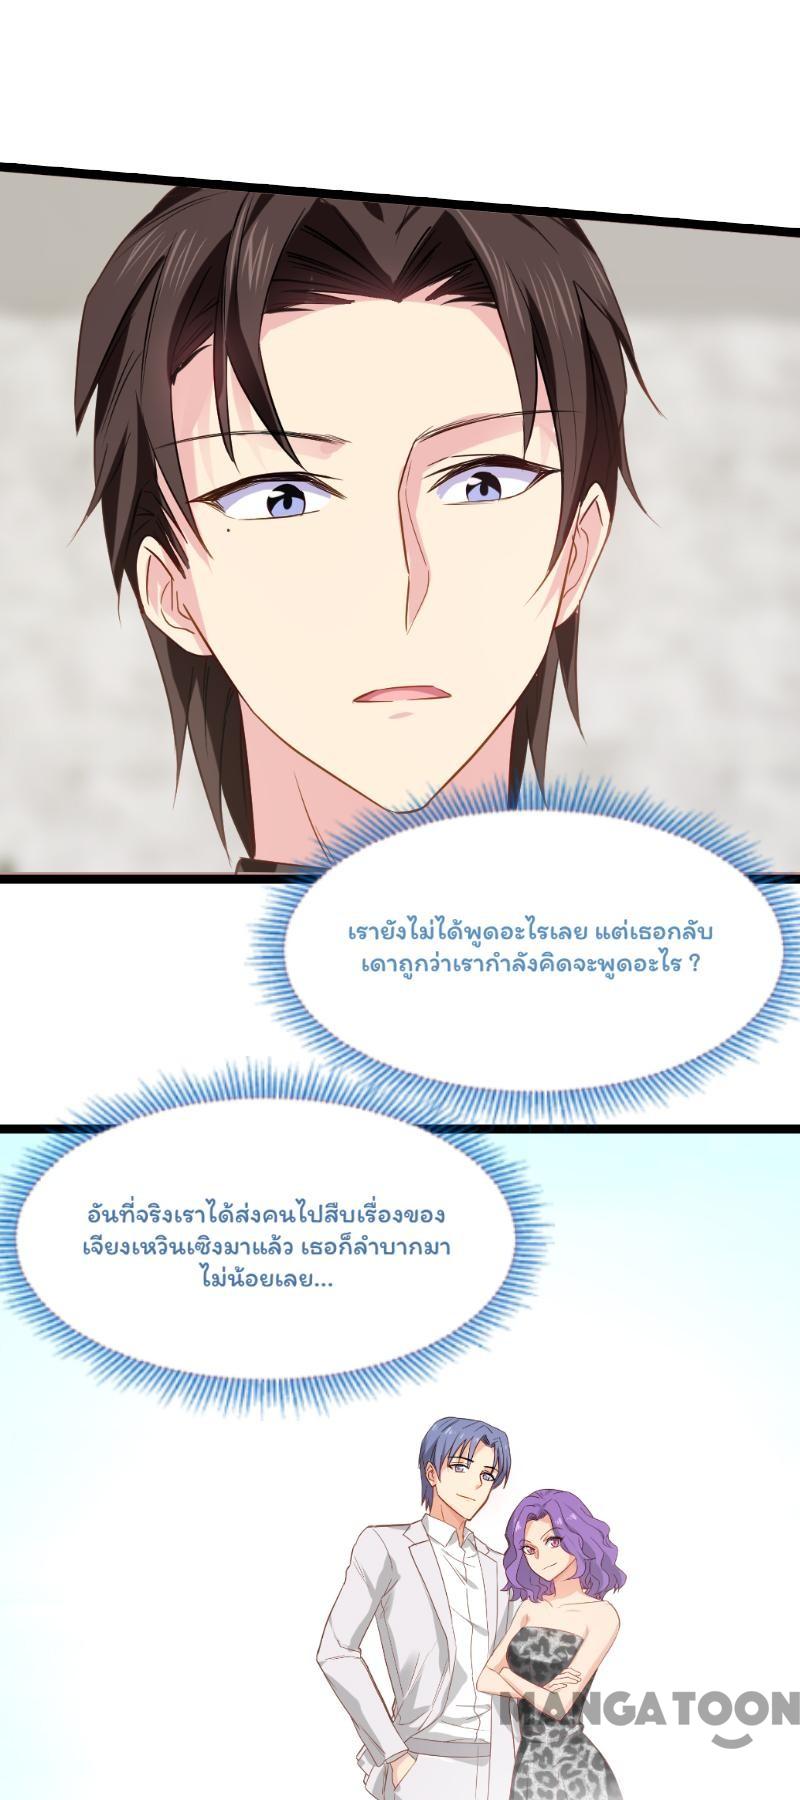 เรายังไม่ได้พูดอะไรเลย แต่เธอกลับ
เดาถูกว่าเรากำลังคิดจะพูดอะไร ?
อันที่จริงเราได้ส่งคนไปสืบเรื่องของ
เจียงเหวินเซิงมาแล้ว เธอก็ลำบากมา
ไม่น้อยเลย...
MANGA TOON